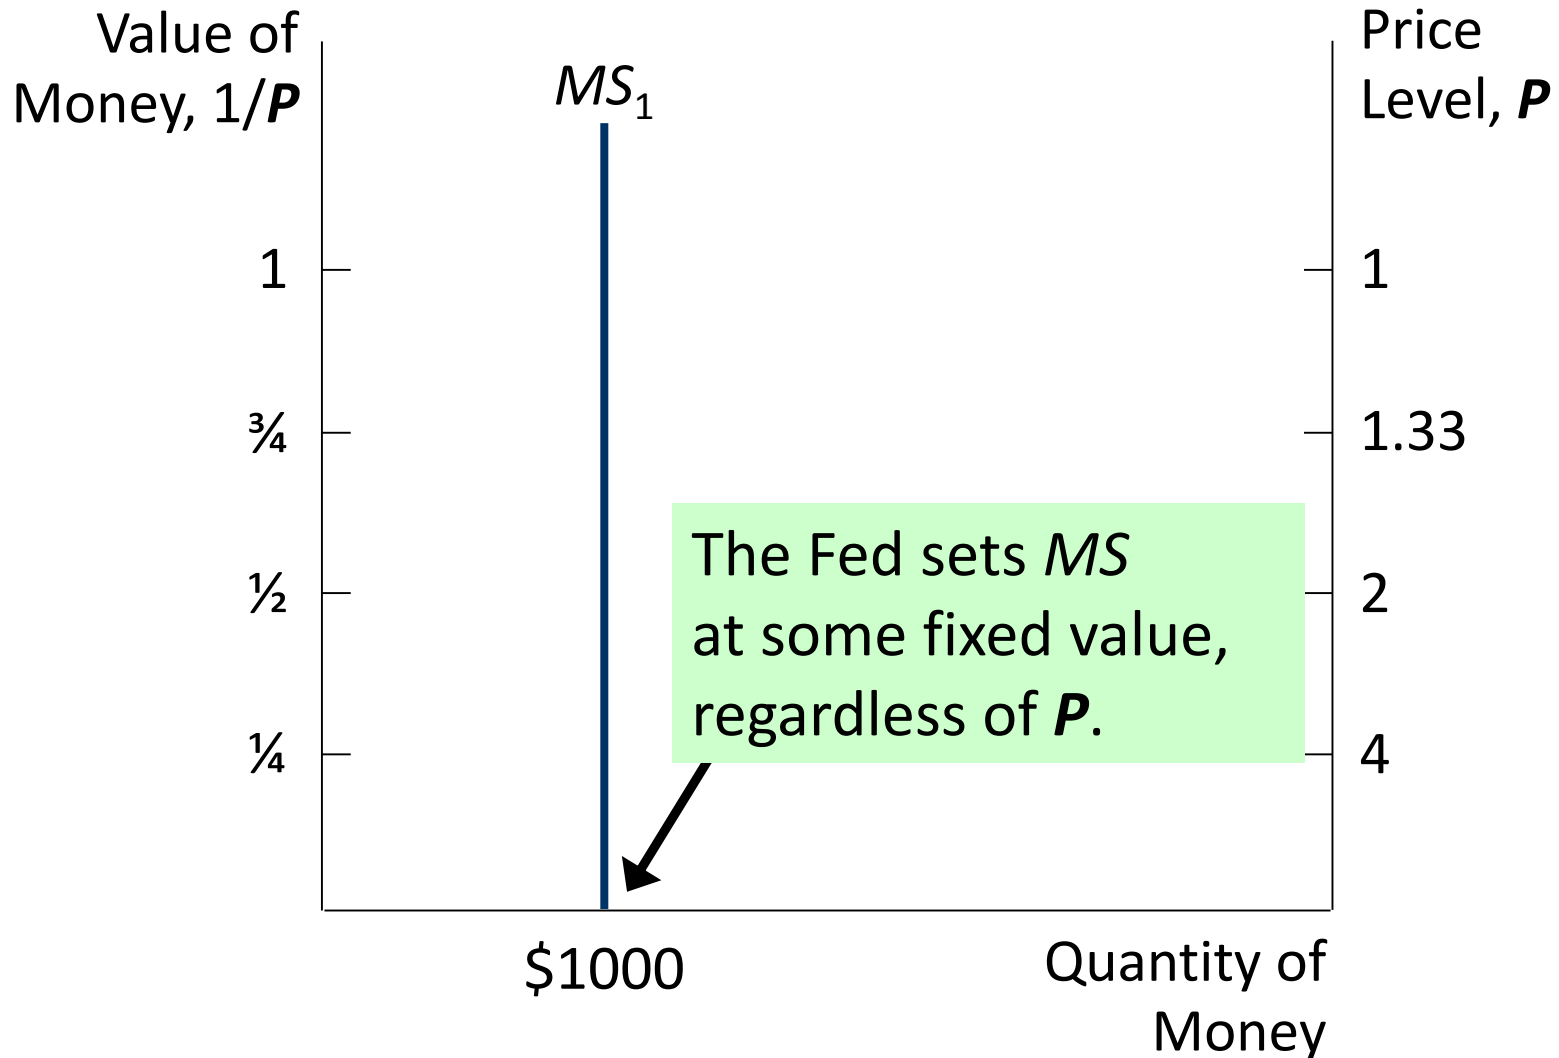 Value of
Money, 1/P
MS₁
Price
Level, P
1
1
¾
1.33
The Fed sets MS
at some fixed value,
regardless of P.
½
2
¼
4
$1000
Quantity of
Money